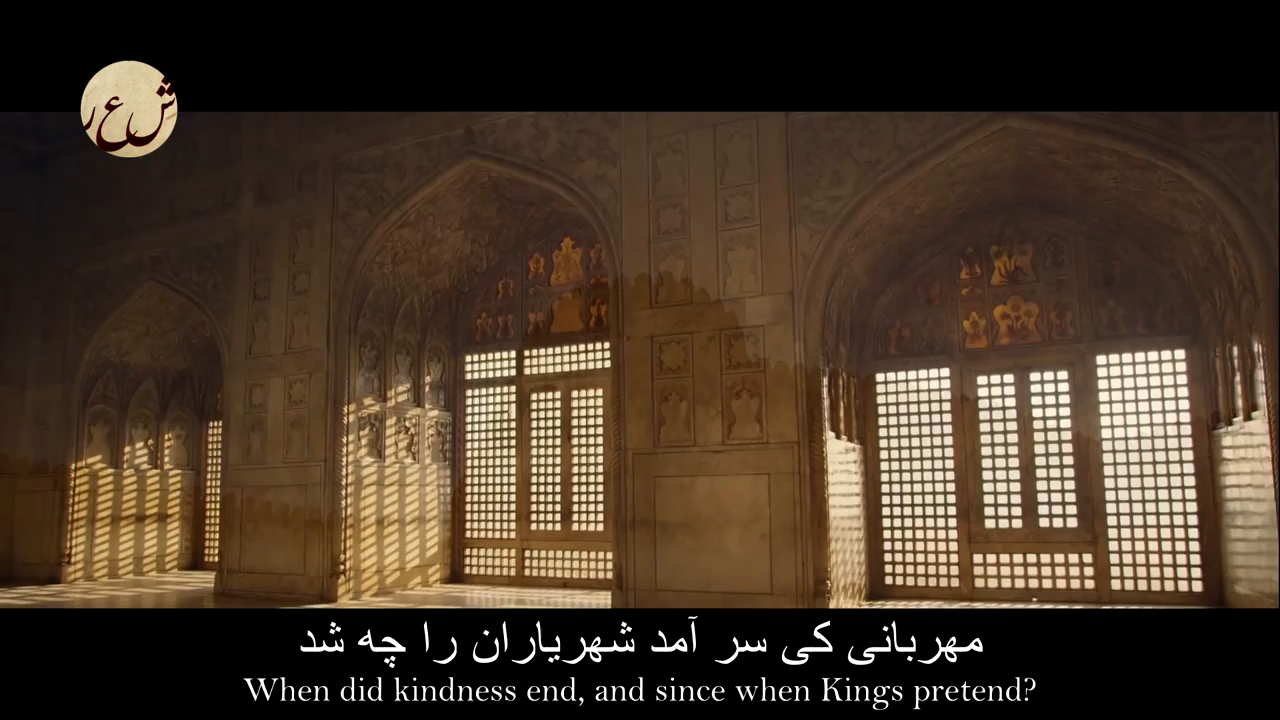 ش ع ر
مهربانی کی سر آمد شهریاران را چه شد
When did kindness end, and since when Kings pretend?